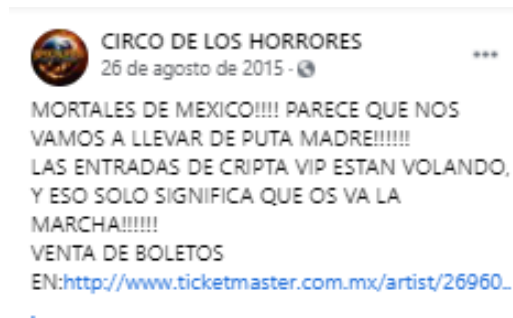 CIRCO DE LOS HORRORES
26 de agosto de 2015 ·
MORTALES DE MEXICO!!!! PARECE QUE NOS
VAMOS A LLEVAR DE PUTA MADRE!!!!!!
LAS ENTRADAS DE CRIPTA VIP ESTAN VOLANDO,
Y ESO SOLO SIGNIFICA QUE OS VA LA
MARCHA!!!!!!
VENTA DE BOLETOS
EN:http://www.ticketmaster.com.mx/artist/26960...